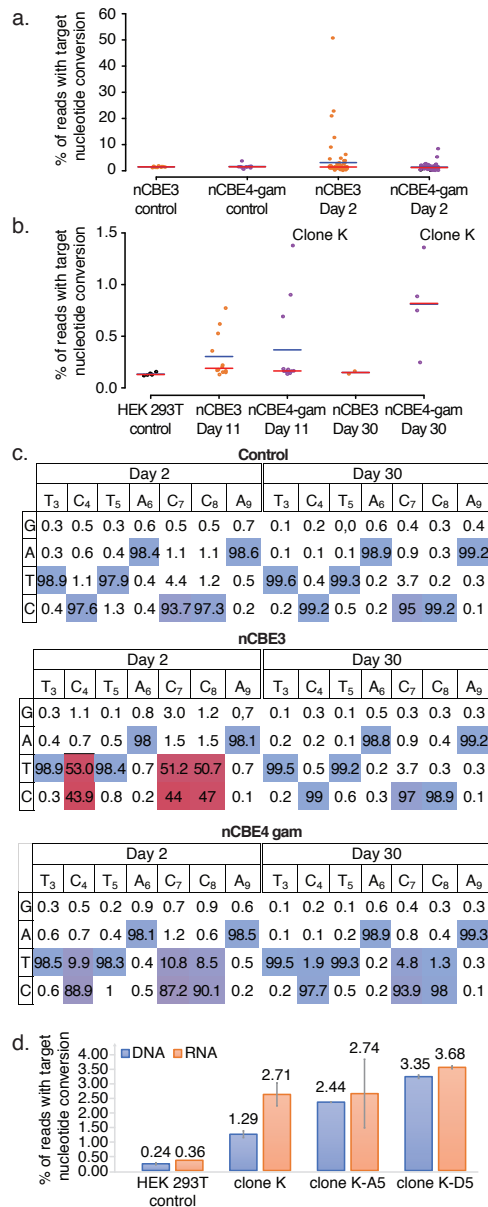 a.
% of reads with target
nucleotide conversion
60
50
40
30
20
10
0
nCBE3 control
nCBE4-gam control
nCBE3 Day 2
nCBE4-gam Day 2
b.
% of reads with target
nucleotide conversion
Clone K
Clone K
1.5
1.0
0.5
0
HEK 293T control
nCBE3 Day 11
nCBE4-gam Day 11
nCBE3 Day 30
nCBE4-gam Day 30
c.
Control
Day 2 Day 30
T3 C4 T5 A6 C7 C8 A9 T3 C4 T5 A6 C7 C8 A9
G 0.3 0.5 0.3 0.6 0.5 0.5 0.7 0.1 0.2 0,0 0.6 0.4 0.3 0.4
A 0.3 0.6 0.4 98.4 1.1 1.1 98.6 0.1 0.1 0.1 98.9 0.3 0.3 99.2
T 98.9 1.1 97.9 0.4 4.4 1.2 0.5 99.6 0.4 99.3 0.2 3.7 0.2 0.3
C 0.4 97.6 1.3 0.4 93.7 97.3 0.2 0.2 99.2 0.5 0.2 95 99.2 0.1
nCBE3
Day 2 Day 30
T3 C4 T5 A6 C7 C8 A9 T3 C4 T5 A6 C7 C8 A9
G 0.3 1.1 0.1 0.8 3.0 1.2 0,7 0.1 0.3 0.1 0.5 0.3 0.3 0.3
A 0.4 0.7 0.5 98 1.5 1.5 98.1 0.2 0.2 0.1 98.8 0.4 0.9 99.2
T 98.9 53.0 98.4 0.7 51.2 50.7 0.7 99.5 0.5 99.2 0.2 3.7 0.3 0.3
C 0.3 43.9 0.8 0.2 44 47 0.1 0.2 99 0.6 0.3 97 98.9 0.1
nCBE4 gam
Day 2 Day 30
T3 C4 T5 A6 C7 C8 A9 T3 C4 T5 A6 C7 C8 A9
G 0.3 0.5 0.2 0.9 0.7 0.9 0.6 0.1 0.2 0.1 0.6 0.4 0.3 0.3
A 0.6 0.7 0.4 98.1 1.2 0.6 98.5 0.1 0.1 0.2 98.9 0.8 0.4 99.3
T 98.5 9.9 98.3 0.4 10.8 8.5 0.5 99.5 1.9 99.3 0.2 4.8 1.3 0.3
C 0.6 88.9 1 0.5 87.2 90.1 0.2 0.2 97.7 0.5 0.2 93.9 98 0.1
d.
% of reads with target
nucleotide conversion
DNA RNA
4.00
3.50
3.00
2.50
2.00
1.50
1.00
0.50
0.00
0.24 0.36
1.29 2.71
2.44 2.74
3.35 3.68
HEK 293T control
clone K
clone K-A5
clone K-D5